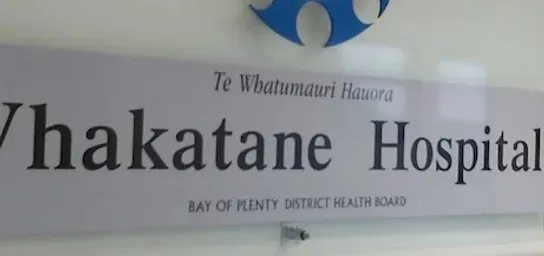 Te Whatumauri Hauora
Whakatane Hospital
BAY OF PLENTY DISTRICT HEALTH BOARD